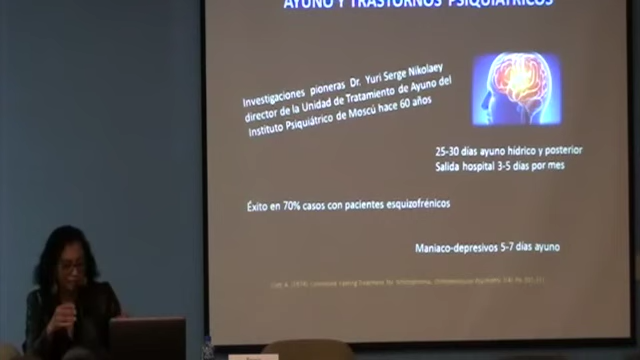 AYUNO Y TRASTORNOS PSIQUIÁTRICOS
Investigaciones pioneras Dr. Yuri Serge Nikolaey
director de la Unidad de Tratamiento de Ayuno del
Instituto Psiquiátrico de Moscú hace 60 años
25-30 días ayuno hídrico y posterior
Salida hospital 3-5 días por mes
Éxito en 70% casos con pacientes esquizofrénicos
Maniaco-depresivos 5-7 días ayuno